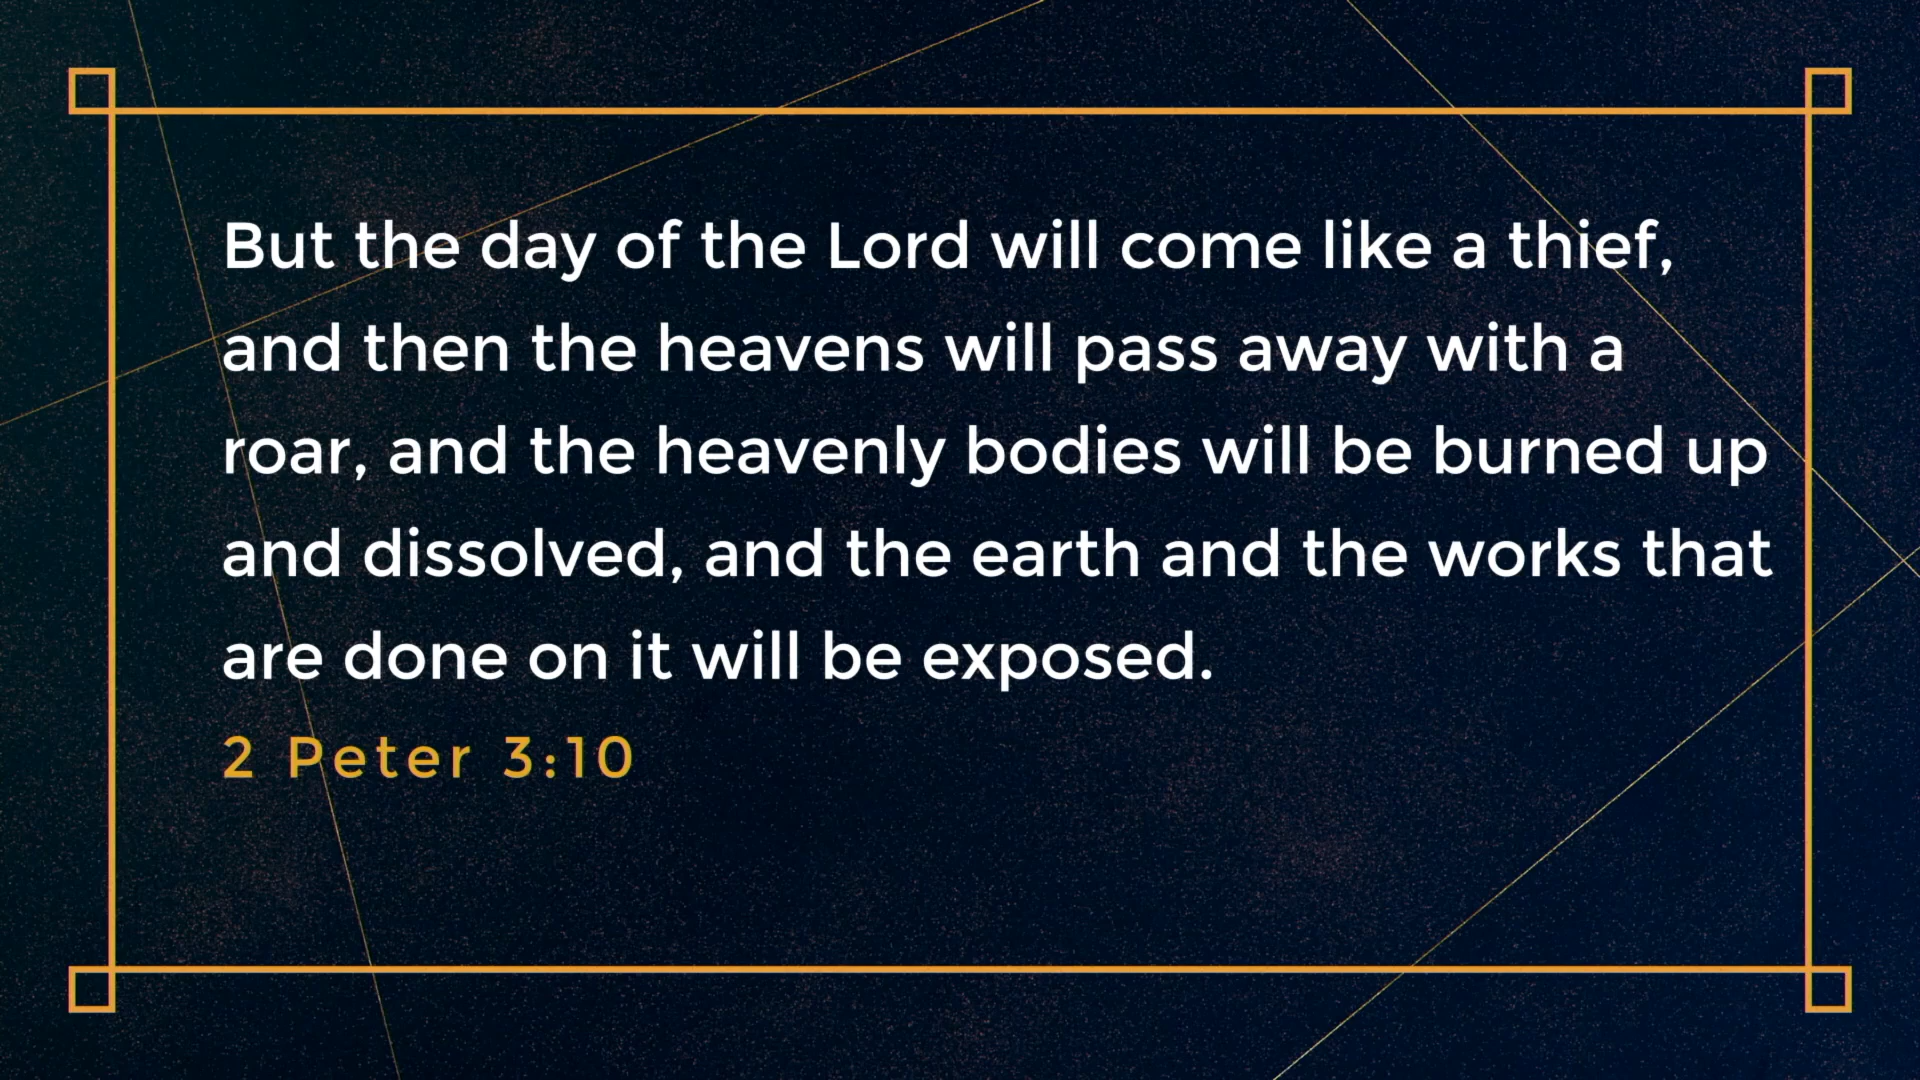 But the day of the Lord will come like a thief,
and then the heavens will pass away with a
roar, and the heavenly bodies will be burned up
and dissolved, and the earth and the works that
are done on it will be exposed.
2 Peter 3:10